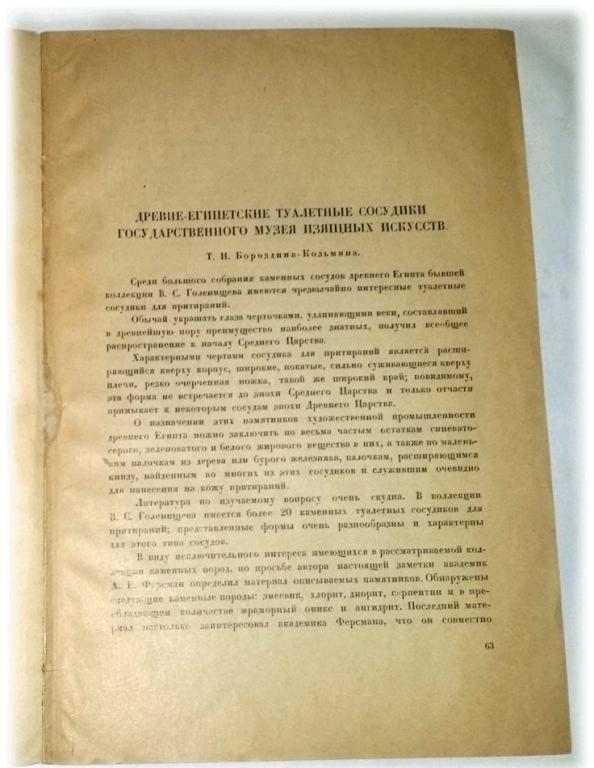 ДРЕВНЕ-ЕГИПЕТСКИЕ ТУАЛЕТНЫЕ СОСУДИКИ
ГОСУДАРСТВЕННОГО МУЗЕЯ ИЗЯЩНЫХ ИСКУССТВ.
Т. Н. Бороздина-Козьмина.
Среди большого собрания каменных сосудов древнего Египта бывшей
коллекции В. С. Голенищева имеются чрезвычайно интересные туалетные
сосудики для притираний.
Обычай украшать глаза черточками, удлиняющими веки, составлявший
в древнейшую пору преимущество наиболее знатных, получил всеобщее
распространение к началу Среднего Царства.
Характерными чертами сосудика для притираний является расши-
ряющийся кверху корпус, широкие, покатые, сильно суживающиеся кверху
плечи, резко очерченная ножка, такой же широкий край; повидимому,
эта форма не встречается до эпохи Среднего Царства и только отчасти
примыкает к некоторым сосудам эпохи Древнего Царства.
О назначении этих памятников художественной промышленности
древнего Египта можно заключить по весьма частым остаткам синевато-
серого, зеленоватого и белого жирового вещества в них, а также по малень-
ким палочкам из дерева или бурого железняка, палочкам, расширяющимся
книзу, найденным во многих из этих сосудиков и служившим очевидно
для нанесения на кожу притираний.
Литература по изучаемому вопросу очень скудна. В коллекции
В. С. Голенищева имеется более 20 каменных туалетных сосудиков для
притираний; представленные формы очень разнообразны и характерны
для этого типа сосудов.
В виду исключительного интереса имеющихся в рассматриваемой кол-
лекции каменных пород, по просьбе автора настоящей заметки академик
А. Е. Ферсман определил материал описываемых памятников. Обнаружены
следующие каменные породы: змеевик, хлорит, диорит, серпентин и в пре-
обладающем количестве мраморный оникс и ангидрит. Последний мате-
риал настолько заинтересовал академика Ферсмана, что он совместно
63